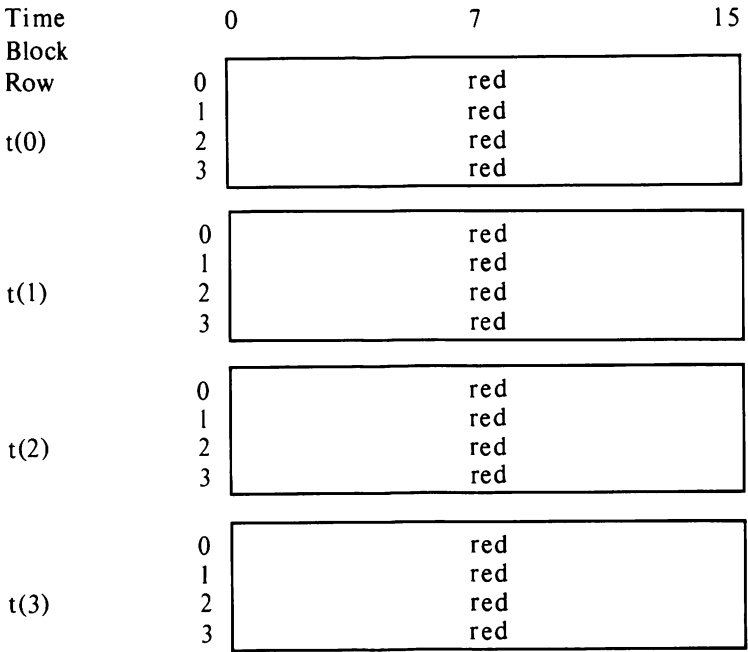 Time 0 7 15
Block
Row 0 red
1 red
t(0) 2 red
3 red
0 red
1 red
t(1) 2 red
3 red
0 red
1 red
t(2) 2 red
3 red
0 red
1 red
t(3) 2 red
3 red